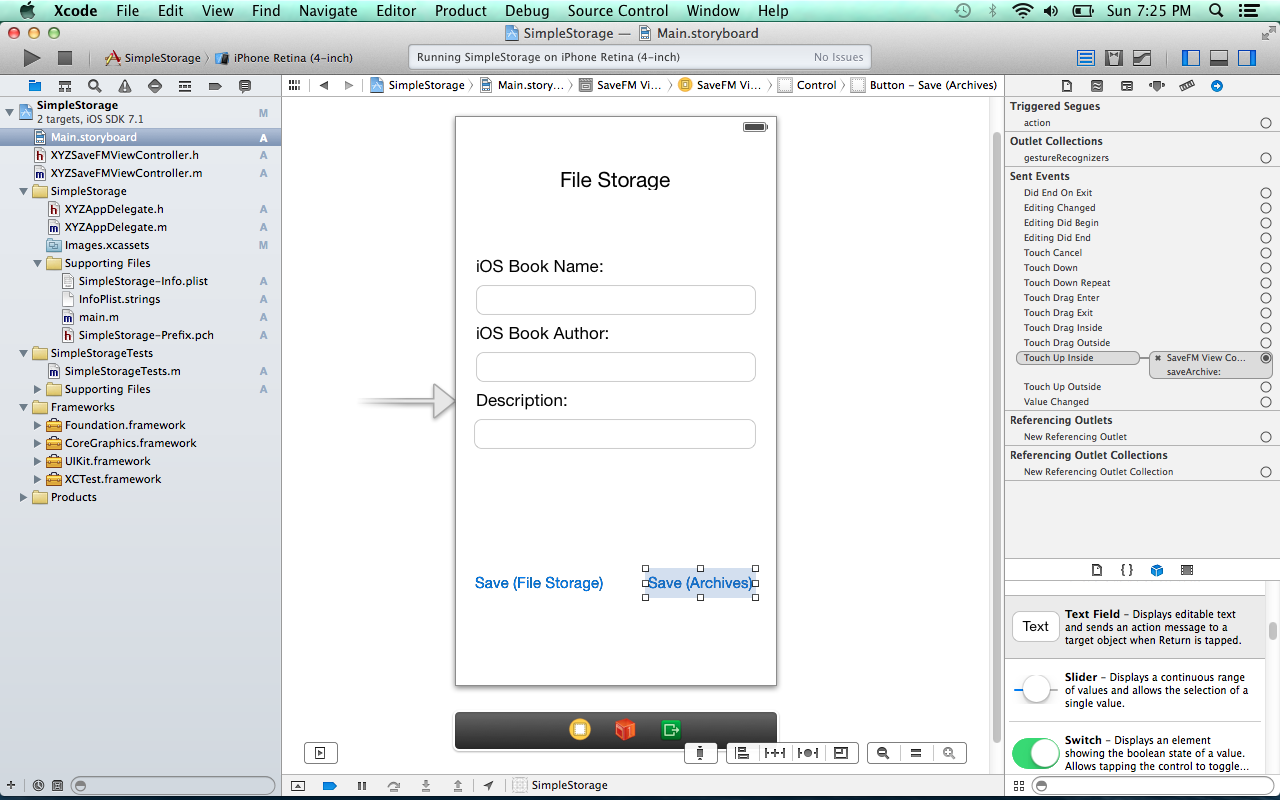 Xcode File Edit View Find Navigate Editor Product Debug Source Control Window Help Sun 7:25 PM
SimpleStorage — Main.storyboard
SimpleStorage iPhone Retina (4-inch)
Running SimpleStorage on iPhone Retina (4-inch) No Issues
SimpleStorage Main.story... SaveFM Vi... SaveFM Vi... Control Button – Save (Archives)
SimpleStorage M
2 targets, iOS SDK 7.1
Main.storyboard A
XYZSaveFMViewController.h A
XYZSaveFMViewController.m A
SimpleStorage
XYZAppDelegate.h A
XYZAppDelegate.m A
Images.xcassets M
Supporting Files
SimpleStorage-Info.plist A
InfoPlist.strings A
main.m A
SimpleStorage-Prefix.pch A
SimpleStorageTests
SimpleStorageTests.m A
Supporting Files A
Frameworks
Foundation.framework
CoreGraphics.framework
UIKit.framework
XCTest.framework
Products
File Storage
iOS Book Name:
iOS Book Author:
Description:
Save (File Storage) Save (Archives)
SimpleStorage
Triggered Segues
action
Outlet Collections
gestureRecognizers
Sent Events
Did End On Exit
Editing Changed
Editing Did Begin
Editing Did End
Touch Cancel
Touch Down
Touch Down Repeat
Touch Drag Enter
Touch Drag Exit
Touch Drag Inside
Touch Drag Outside
Touch Up Inside SaveFM View Co...
saveArchive:
Touch Up Outside
Value Changed
Referencing Outlets
New Referencing Outlet
Referencing Outlet Collections
New Referencing Outlet Collection
Text
Text Field – Displays editable text
and sends an action message to a
target object when Return is tapped.
Slider – Displays a continuous range
of values and allows the selection of a
single value.
Switch – Displays an element
showing the boolean state of a value.
Allows tapping the control to toggle...